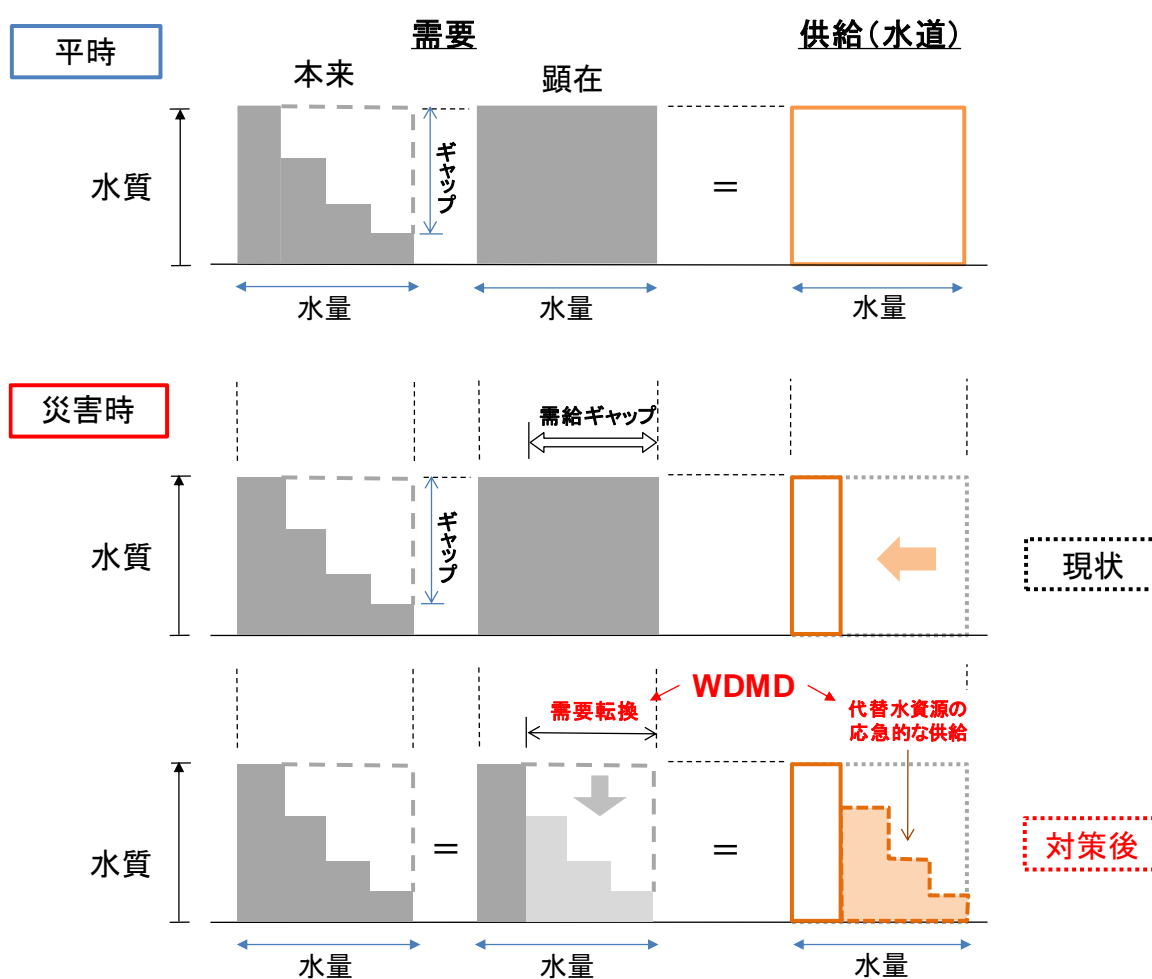 平時
需要
供給(水道)
本来
顕在
水質
ギャップ
=
水量
水量
水量
災害時
需給ギャップ
水質
ギャップ
現状
WDMD
需要転換
代替水資源の
応急的な供給
水質
=
=
対策後
水量
水量
水量